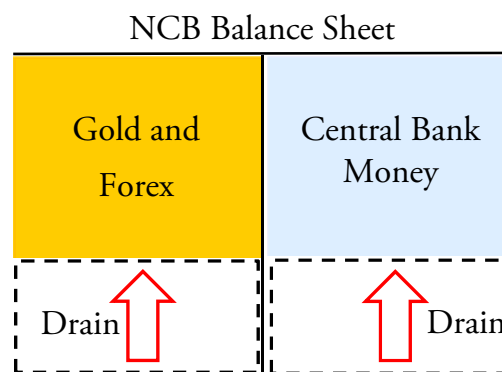 NCB Balance Sheet
Gold and
Forex
Central Bank
Money
Drain
Drain